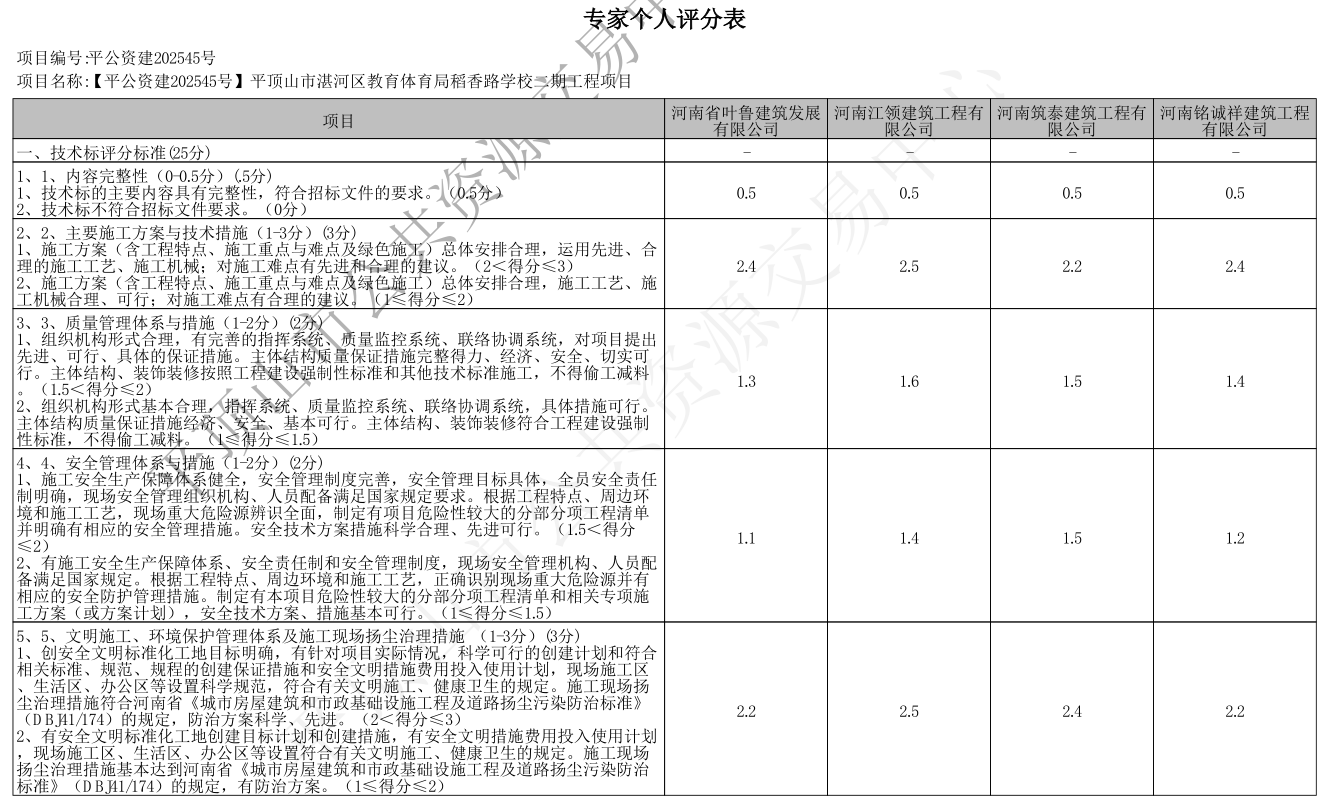 专家个人评分表
项目编号:平公资建202545号
项目名称:【平公资建202545号】平顶山市湛河区教育体育局稻香路学校二期工程项目
项目
河南省叶鲁建筑发展
有限公司
河南江领建筑工程有
限公司
河南筑泰建筑工程有
限公司
河南铭诚祥建筑工程
有限公司
一、技术标评分标准(25分)
–
–
–
–
1、1、内容完整性（0-0.5分）(.5分)
1、技术标的主要内容具有完整性，符合招标文件的要求。（0.5分）
2、技术标不符合招标文件要求。（0分）
0.5
0.5
0.5
0.5
2、2、主要施工方案与技术措施（1-3分）(3分)
1、施工方案（含工程特点、施工重点与难点及绿色施工）总体安排合理，运用先进、合
理的施工工艺、施工机械；对施工难点有先进和合理的建议。（2＜得分≤3）
2、施工方案（含工程特点、施工重点与难点及绿色施工）总体安排合理，施工工艺、施
工机械合理、可行；对施工难点有合理的建议。（1≤得分≤2）
2.4
2.5
2.2
2.4
3、3、质量管理体系与措施（1-2分）(2分)
1、组织机构形式合理，有完善的指挥系统、质量监控系统、联络协调系统，对项目提出
先进、可行、具体的保证措施。主体结构质量保证措施完整得力、经济、安全、切实可
行。主体结构、装饰装修按照工程建设强制性标准和其他技术标准施工，不得偷工减料
。（1.5＜得分≤2）
2、组织机构形式基本合理，指挥系统、质量监控系统、联络协调系统，具体措施可行。
主体结构质量保证措施经济、安全、基本可行。主体结构、装饰装修符合工程建设强制
性标准，不得偷工减料。（1≤得分≤1.5）
1.3
1.6
1.5
1.4
4、4、安全管理体系与措施（1-2分）(2分)
1、施工安全生产保障体系健全，安全管理制度完善，安全管理目标具体，全员安全责任
制明确，现场安全管理组织机构、人员配备满足国家规定要求。根据工程特点、周边环
境和施工工艺，现场重大危险源辨识全面，制定有项目危险性较大的分部分项工程清单
并明确有相应的安全管理措施。安全技术方案措施科学合理、先进可行。（1.5＜得分
≤2）
2、有施工安全生产保障体系、安全责任制和安全管理制度，现场安全管理机构、人员配
备满足国家规定。根据工程特点、周边环境和施工工艺，正确识别现场重大危险源并有
相应的安全防护管理措施。制定有本项目危险性较大的分部分项工程清单和相关专项施
工方案（或方案计划），安全技术方案、措施基本可行。（1≤得分≤1.5）
1.1
1.4
1.5
1.2
5、5、文明施工、环境保护管理体系及施工现场扬尘治理措施 （1-3分）(3分)
1、创安全文明标准化工地目标明确，有针对项目实际情况，科学可行的创建计划和符合
相关标准、规范、规程的创建保证措施和安全文明措施费用投入使用计划，现场施工区
、生活区、办公区等设置科学规范，符合有关文明施工、健康卫生的规定。施工现场扬
尘治理措施符合河南省《城市房屋建筑和市政基础设施工程及道路扬尘污染防治标准》
（DBJ41/174）的规定，防治方案科学、先进。（2＜得分≤3）
2、有安全文明标准化工地创建目标计划和创建措施，有安全文明措施费用投入使用计划
，现场施工区、生活区、办公区等设置符合有关文明施工、健康卫生的规定。施工现场
扬尘治理措施基本达到河南省《城市房屋建筑和市政基础设施工程及道路扬尘污染防治
标准》（DBJ41/174）的规定，有防治方案。（1≤得分≤2）
2.2
2.5
2.4
2.2
平顶山市公共资源交易中
市公共资源交易中心